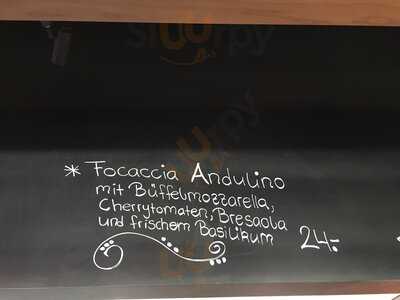 * Focaccia Andulino
mit Büffelmozzarella,
Cherrytomaten, Bresaola
und frischem Basilikum 24.-